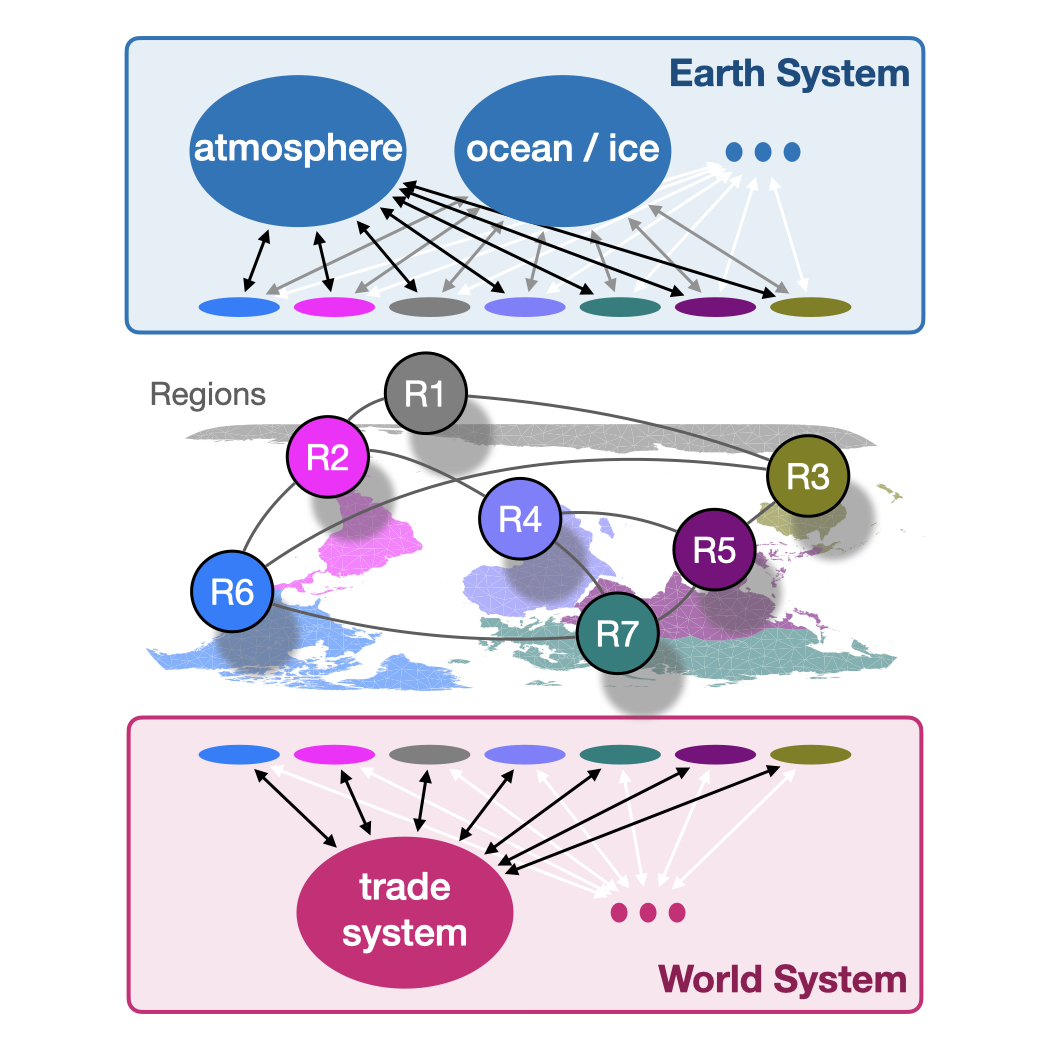 Earth System
atmosphere
ocean / ice
Regions
R1
R2
R3
R4
R5
R6
R7
trade
system
World System